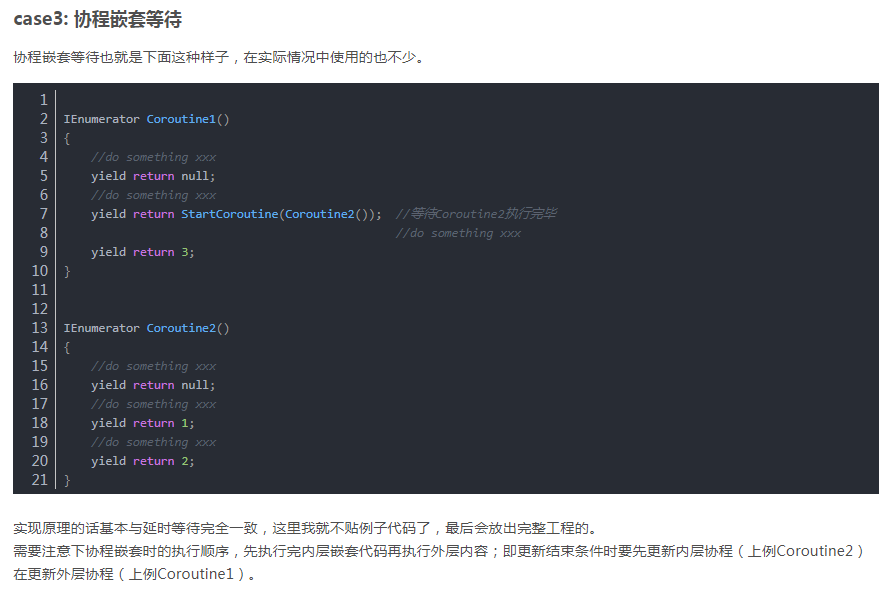 case3: 协程嵌套等待
协程嵌套等待也就是下面这种样子，在实际情况中使用的也不少。
1
2 IEnumerator Coroutine1()
3 {
4 //do something xxx
5 yield return null;
6 //do something xxx
7 yield return StartCoroutine(Coroutine2()); //等待Coroutine2执行完毕
8 //do something xxx
9 yield return 3;
10 }
11
12
13 IEnumerator Coroutine2()
14 {
15 //do something xxx
16 yield return null;
17 //do something xxx
18 yield return 1;
19 //do something xxx
20 yield return 2;
21 }
实现原理的话基本与延时等待完全一致，这里我就不贴例子代码了，最后会放出完整工程的。
需要注意下协程嵌套时的执行顺序，先执行完内层嵌套代码再执行外层内容；即更新结束条件时要先更新内层协程（上例Coroutine2）
在更新外层协程（上例Coroutine1）。